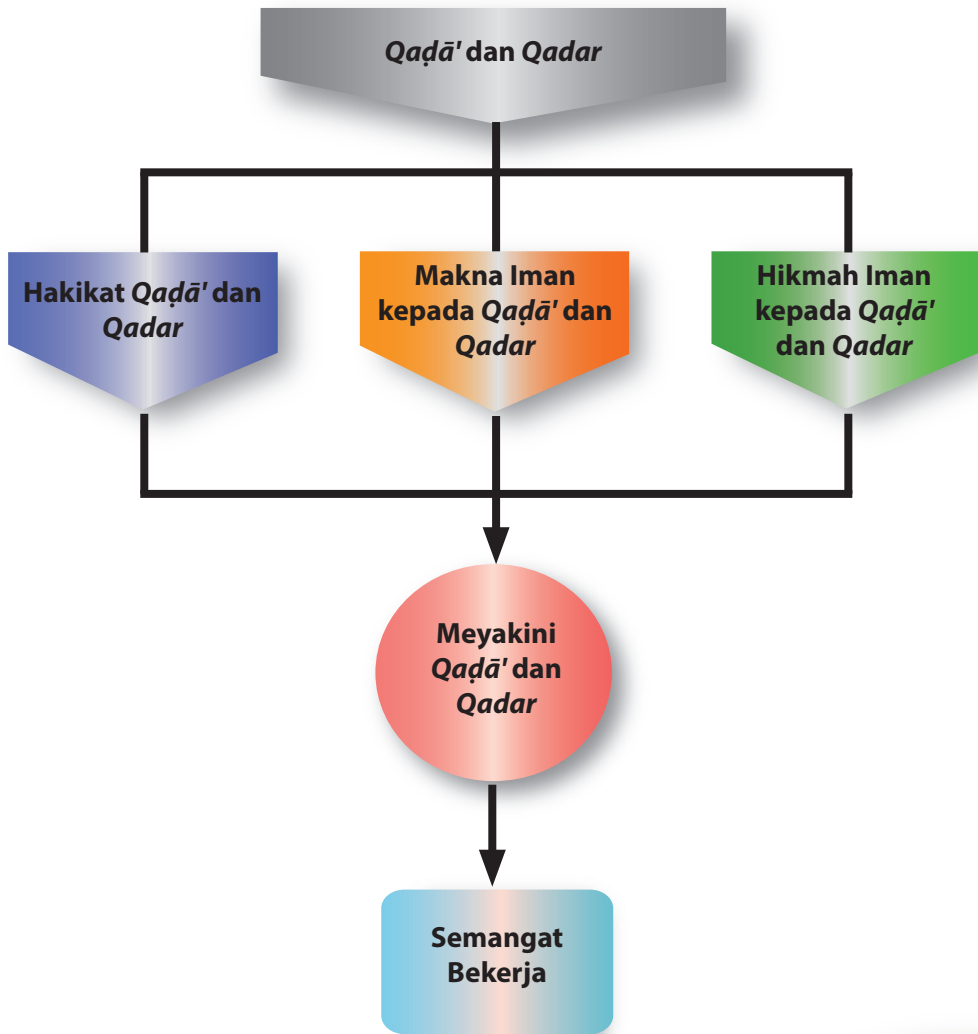 Qaḍā' dan Qadar
Hakikat Qaḍā' dan
Qadar
Makna Iman
kepada Qaḍā' dan
Qadar
Hikmah Iman
kepada Qaḍā'
dan Qadar
Meyakini
Qaḍā' dan
Qadar
Semangat
Bekerja